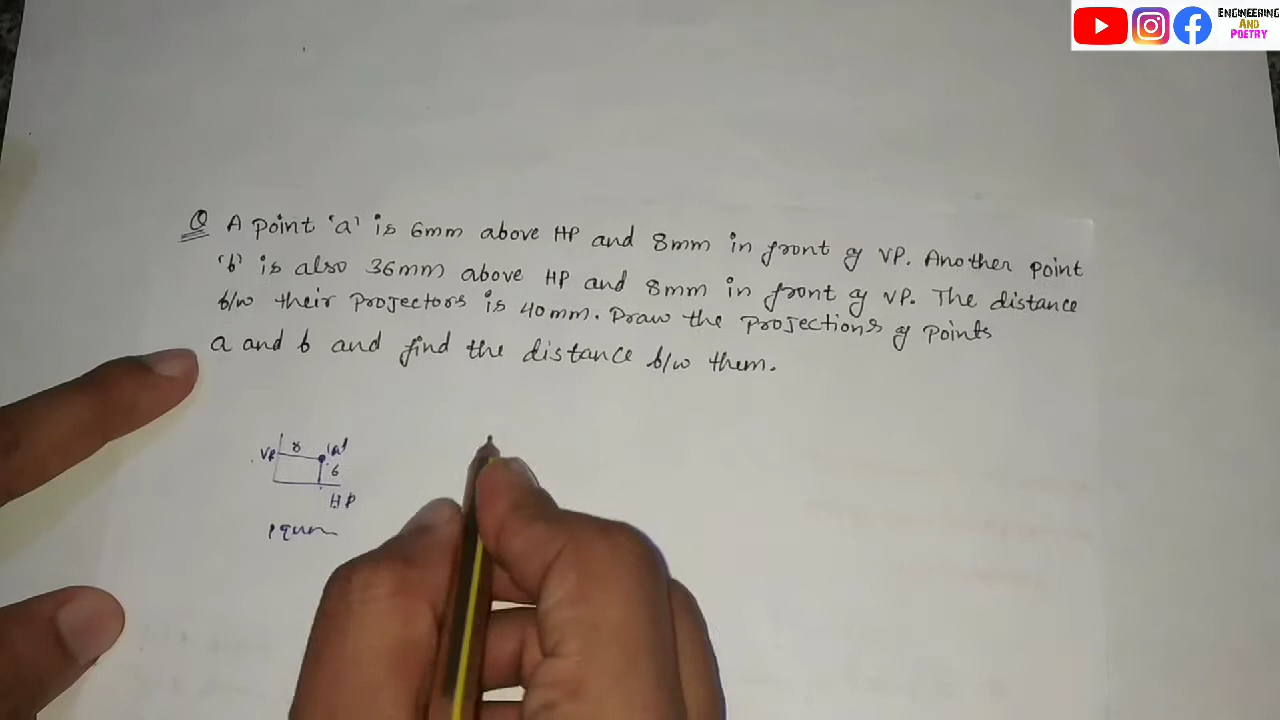 ENGINEERING
AND
POETRY
Q A point 'a' is 6mm above HP and 8mm in front of VP. Another point
'b' is also 36mm above HP and 8mm in front of VP. The distance
b/w their projectors is 40mm. Draw the projections of points
a and b and find the distance b/w them.
VP 8 'a'
6
HP